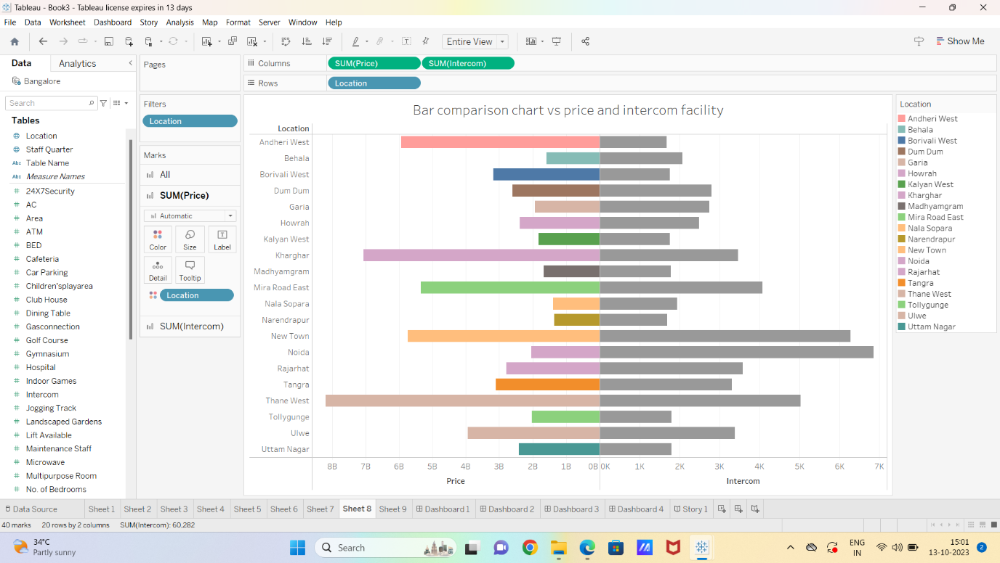 Tableau - Book3 - Tableau license expires in 13 days
File Data Worksheet Dashboard Story Analysis Map Format Server Window Help
Entire View
Show Me
Data Analytics
Bangalore
Search
Tables
Location
Staff Quarter
Abc Table Name
Abc Measure Names
# 24X7Security
# AC
# Area
# ATM
# BED
# Cafeteria
# Car Parking
# Children'splayarea
# Club House
# Dining Table
# Gasconnection
# Golf Course
# Gymnasium
# Hospital
# Indoor Games
# Intercom
# Jogging Track
# Landscaped Gardens
# Lift Available
# Maintenance Staff
# Microwave
# Multipurpose Room
# No. of Bedrooms
Pages
Filters
Location
Marks
All
SUM(Price)
Automatic
Color Size Label
Detail Tooltip
Location
SUM(Intercom)
Columns SUM(Price) SUM(Intercom)
Rows Location
Bar comparison chart vs price and intercom facility
Location
Andheri West
Behala
Borivali West
Dum Dum
Garia
Howrah
Kalyan West
Kharghar
Madhyamgram
Mira Road East
Nala Sopara
Narendrapur
New Town
Noida
Rajarhat
Tangra
Thane West
Tollygunge
Ulwe
Uttam Nagar
8B 7B 6B 5B 4B 3B 2B 1B 0B 0K 1K 2K 3K 4K 5K 6K 7K
Price Intercom
Location
Andheri West
Behala
Borivali West
Dum Dum
Garia
Howrah
Kalyan West
Kharghar
Madhyamgram
Mira Road East
Nala Sopara
Narendrapur
New Town
Noida
Rajarhat
Tangra
Thane West
Tollygunge
Ulwe
Uttam Nagar
Data Source Sheet 1 Sheet 2 Sheet 3 Sheet 4 Sheet 5 Sheet 6 Sheet 7 Sheet 8 Sheet 9 Dashboard 1 Dashboard 2 Dashboard 3 Dashboard 4 Story 1
40 marks 20 rows by 2 columns SUM(Intercom): 60,282
34°C
Partly sunny
Search
ENG
IN
15:01
13-10-2023
2